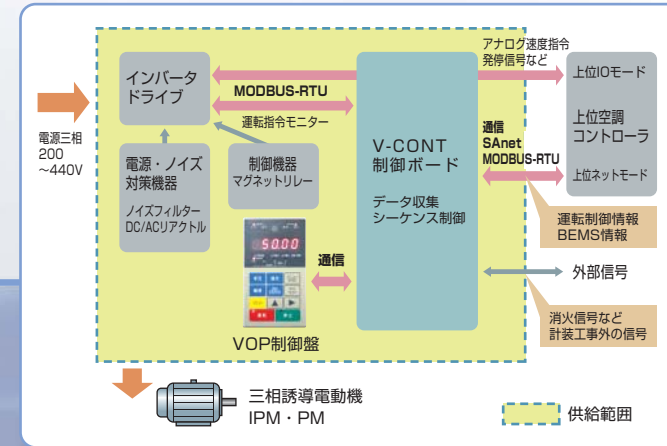 アナログ速度指令
発停信号など
インバータ
ドライブ
MODBUS-RTU
運転指令モニター
電源三相
200
～440V
電源・ノイズ
対策機器
ノイズフィルター
DC/ACリアクトル
制御機器
マグネットリレー
V-CONT
制御ボード
データ収集
シーケンス制御
上位IOモード
上位空調
コントローラ
上位ネットモード
通信
SAnet
MODBUS-RTU
運転制御情報
BEMS情報
50.00
通信
VOP制御盤
外部信号
消火信号など
計装工事外の信号
三相誘導電動機
IPM・PM
供給範囲